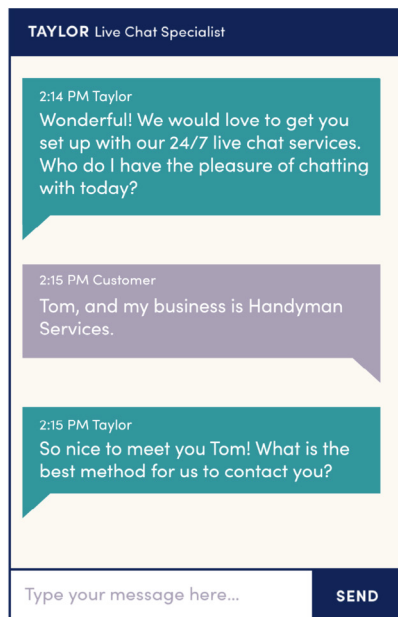 TAYLOR Live Chat Specialist
2:14 PM Taylor
Wonderful! We would love to get you
set up with our 24/7 live chat services.
Who do I have the pleasure of chatting
with today?
2:15 PM Customer
Tom, and my business is Handyman
Services.
2:15 PM Taylor
So nice to meet you Tom! What is the
best method for us to contact you?
Type your message here...
SEND